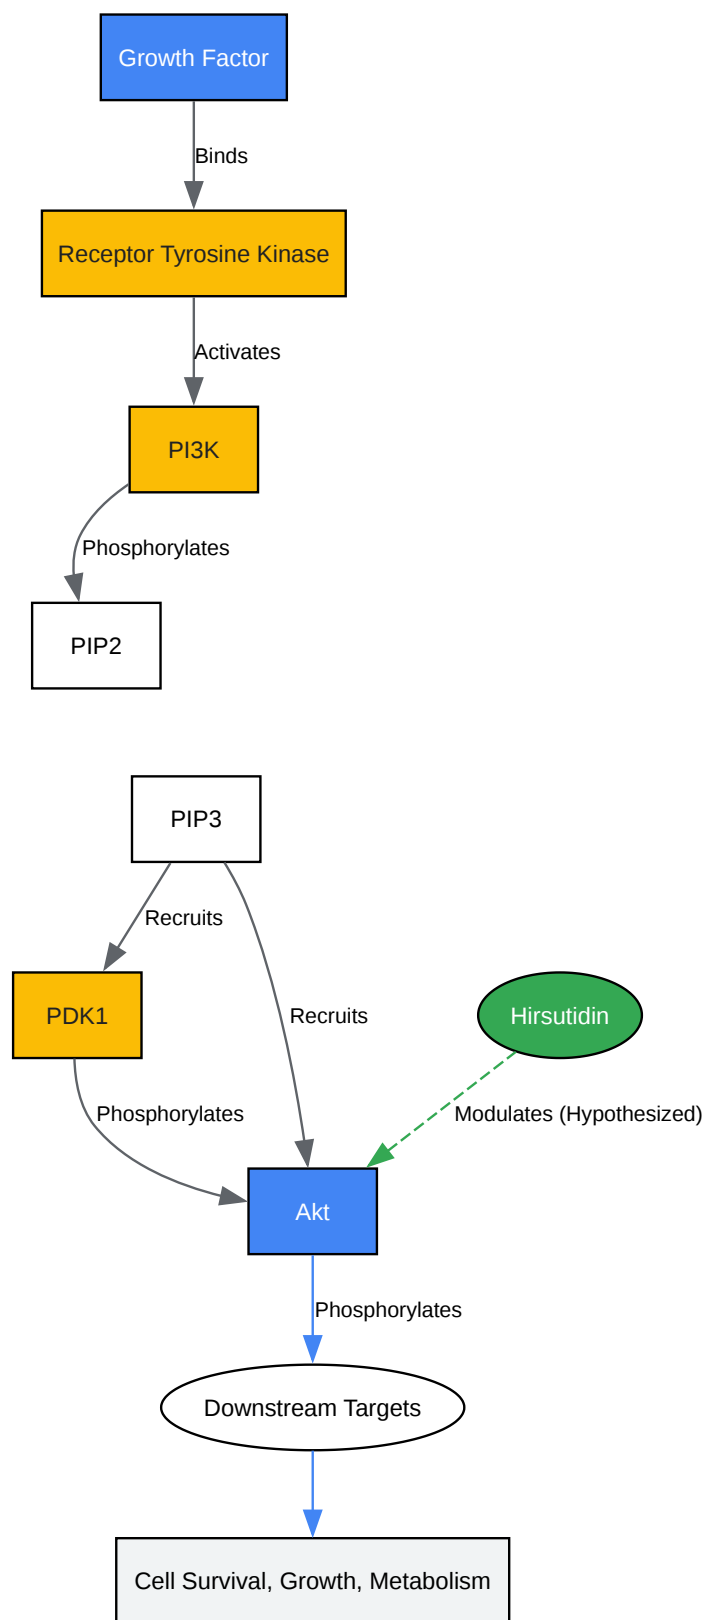 Growth Factor
Binds
Receptor Tyrosine Kinase
Activates
PI3K
Phosphorylates
PIP2
PIP3
Recruits
PDK1
Recruits
Hirsutidin
Phosphorylates
Modulates (Hypothesized)
Akt
Phosphorylates
Downstream Targets
Cell Survival, Growth, Metabolism